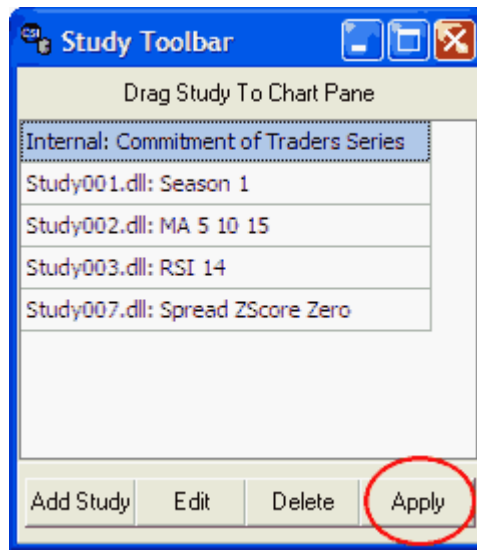 CSI
Study Toolbar
Drag Study To Chart Pane
Internal: Commitment of Traders Series
Study001.dll: Season 1
Study002.dll: MA 5 10 15
Study003.dll: RSI 14
Study007.dll: Spread ZScore Zero
Add Study Edit Delete Apply